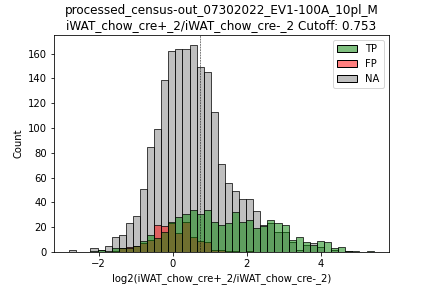 processed_census-out_07302022_EV1-100A_10pl_M
iWAT_chow_cre+_2/iWAT_chow_cre-_2 Cutoff: 0.753
TP
FP
NA
160
140
120
100
80
60
40
20
0
Count
−2
0
2
4
log2(iWAT_chow_cre+_2/iWAT_chow_cre-_2)